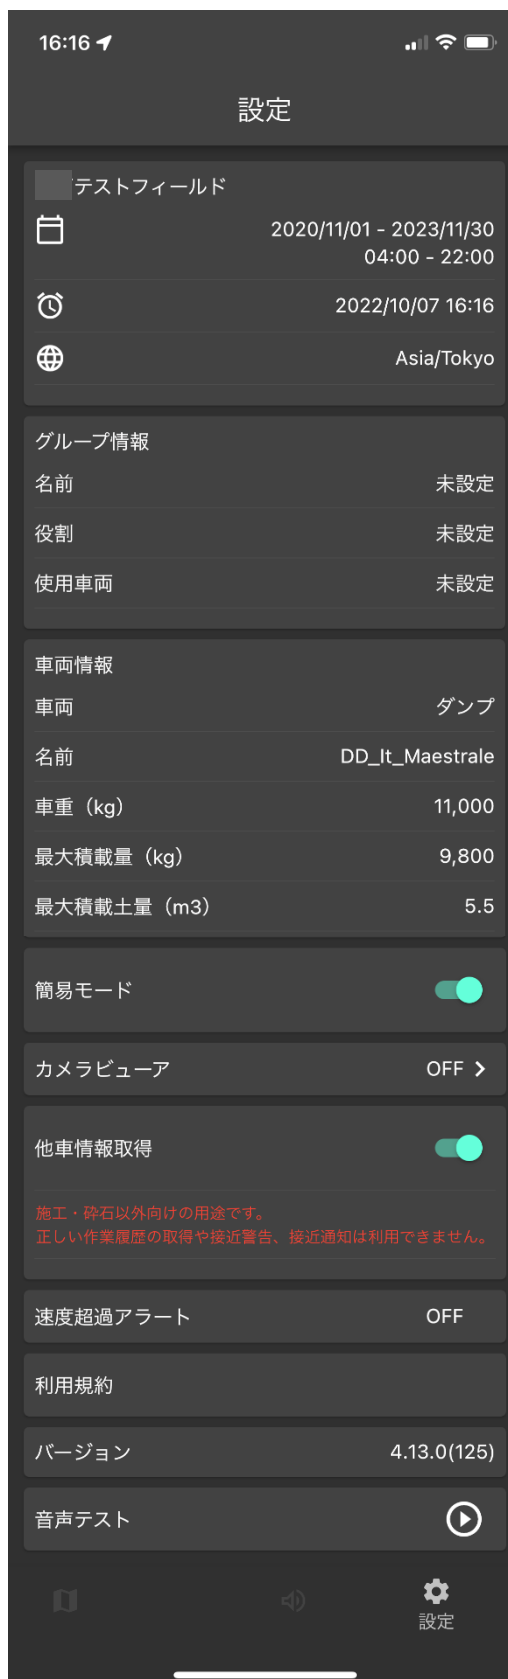 16:16
設定
テストフィールド
2020/11/01 - 2023/11/30
04:00 - 22:00
2022/10/07 16:16
Asia/Tokyo
グループ情報
名前 未設定
役割 未設定
使用車両 未設定
車両情報
車両 ダンプ
名前 DD_It_Maestrale
車重（kg） 11,000
最大積載量（kg） 9,800
最大積載土量（m3） 5.5
簡易モード
カメラビューア OFF
他車情報取得
施工・砕石以外向けの用途です。
正しい作業履歴の取得や接近警告、接近通知は利用できません。
速度超過アラート OFF
利用規約
バージョン 4.13.0(125)
音声テスト
設定